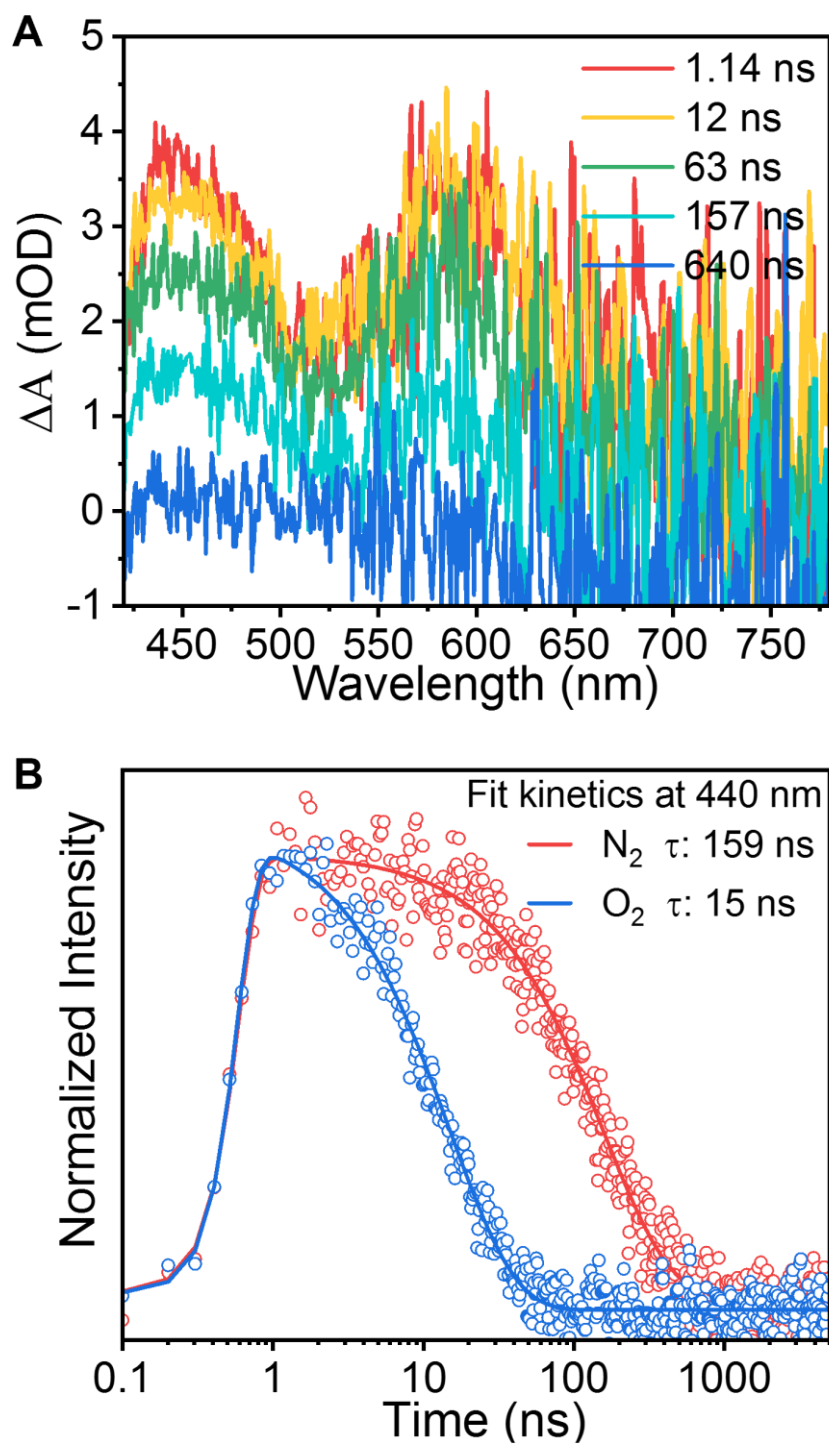 A
5
4
3
2
1
0
-1
ΔA (mOD)
1.14 ns
12 ns
63 ns
157 ns
640 ns
450 500 550 600 650 700 750
Wavelength (nm)
B
Normalized Intensity
Fit kinetics at 440 nm
N₂ τ: 159 ns
O₂ τ: 15 ns
0.1 1 10 100 1000
Time (ns)